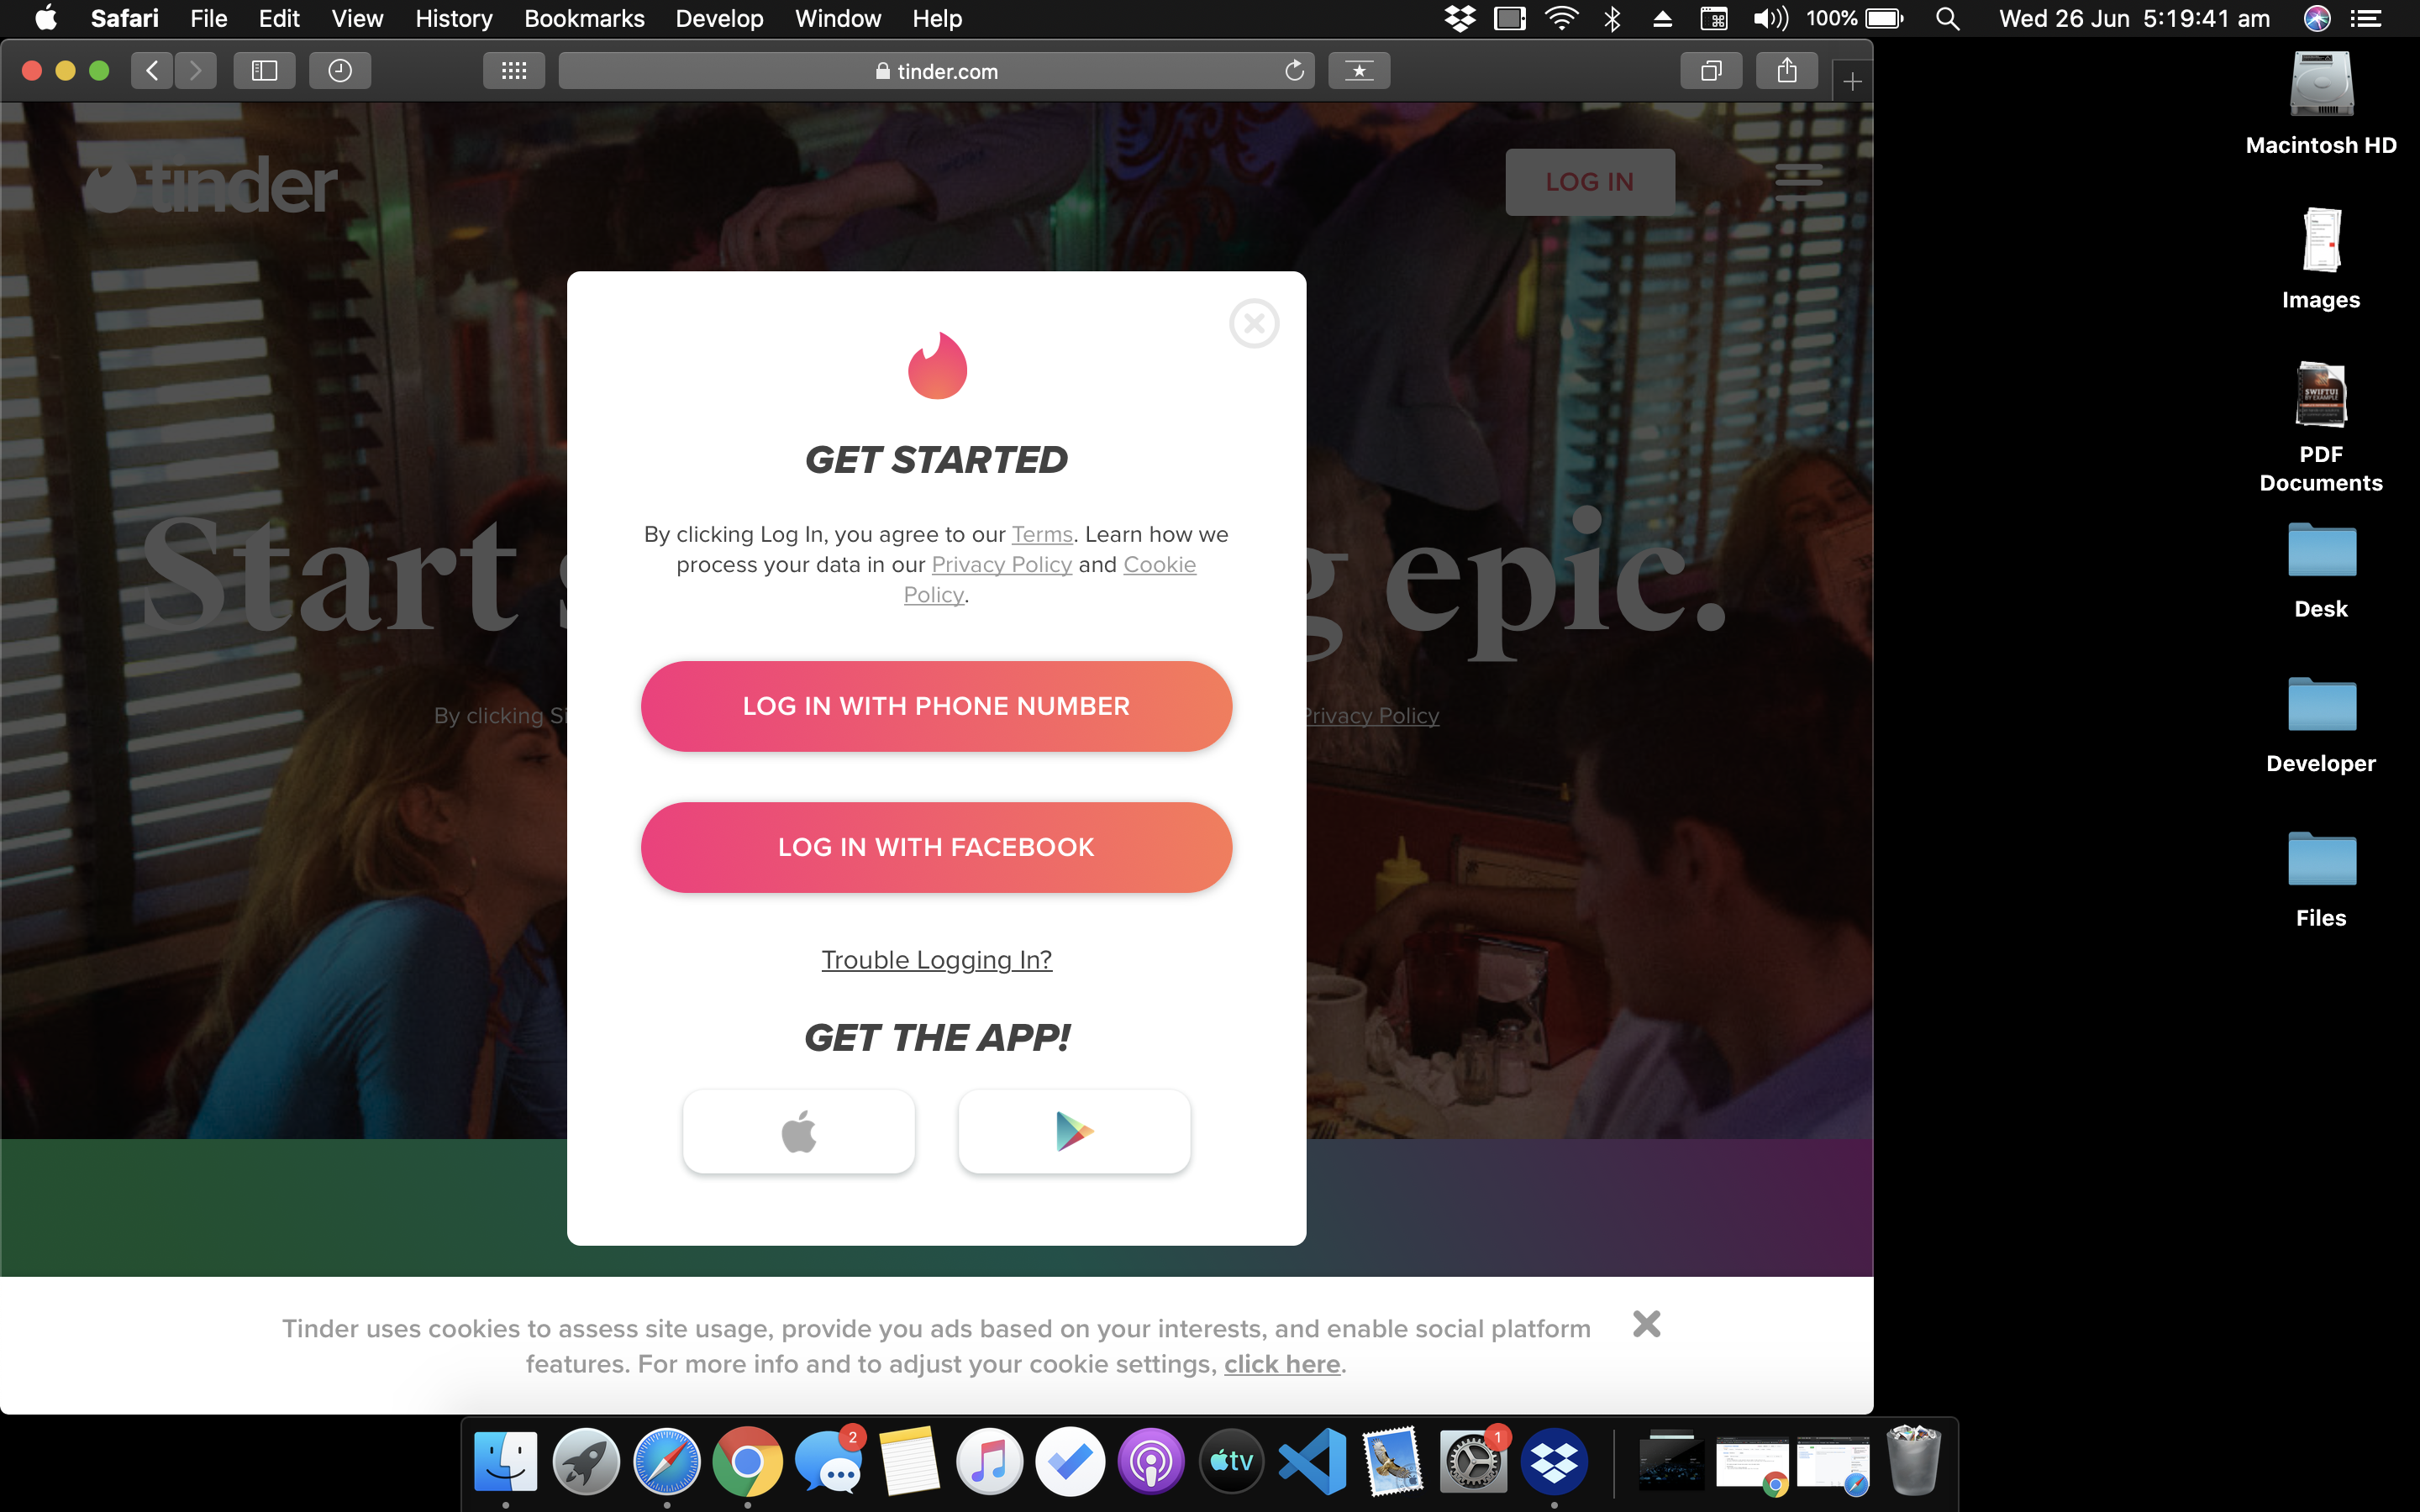 Safari File Edit View History Bookmarks Develop Window Help
100% Wed 26 Jun 5:19:41 am
tinder.com
tinder
LOG IN
Start
g epic.
By clicking Si
Privacy Policy
GET STARTED
By clicking Log In, you agree to our Terms. Learn how we
process your data in our Privacy Policy and Cookie
Policy.
LOG IN WITH PHONE NUMBER
LOG IN WITH FACEBOOK
Trouble Logging In?
GET THE APP!
Tinder uses cookies to assess site usage, provide you ads based on your interests, and enable social platform
features. For more info and to adjust your cookie settings, click here.
Macintosh HD
Images
SWIFTUI
BY EXAMPLE
PDF
Documents
Desk
Developer
Files
2
tv
1